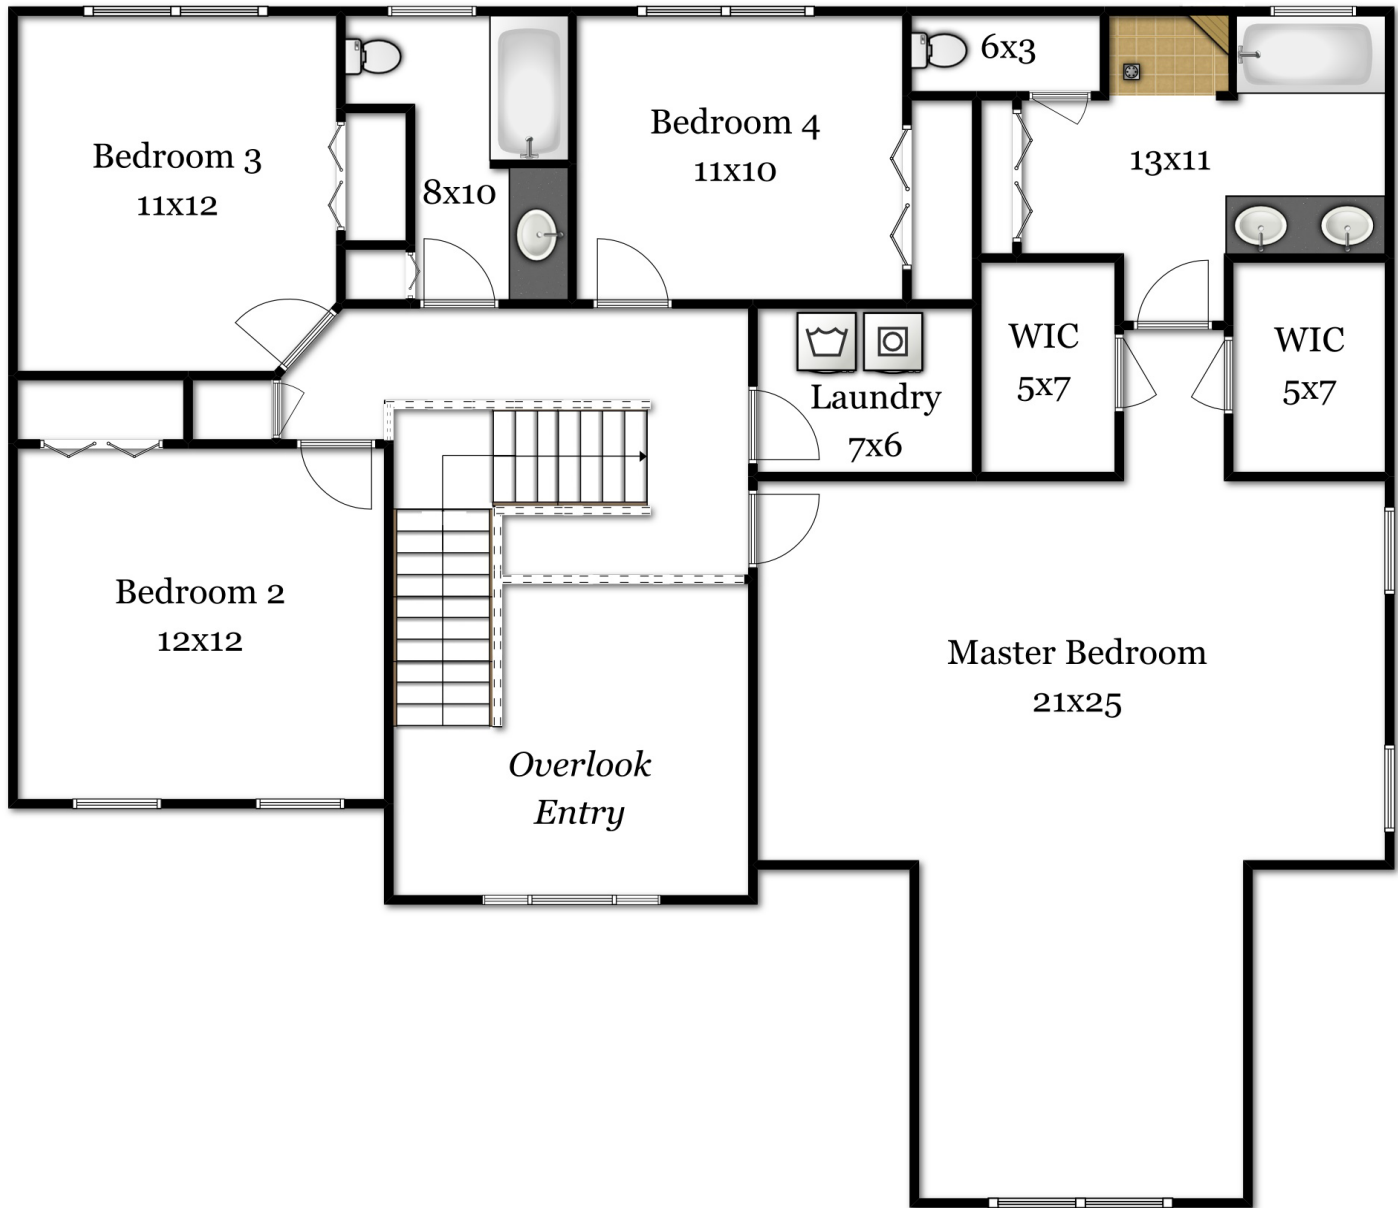 6x3
Bedroom 4
11x10
Bedroom 3
11x12
13x11
8x10
WIC
5x7
WIC
5x7
Laundry
7x6
Bedroom 2
12x12
Master Bedroom
21x25
Overlook
Entry